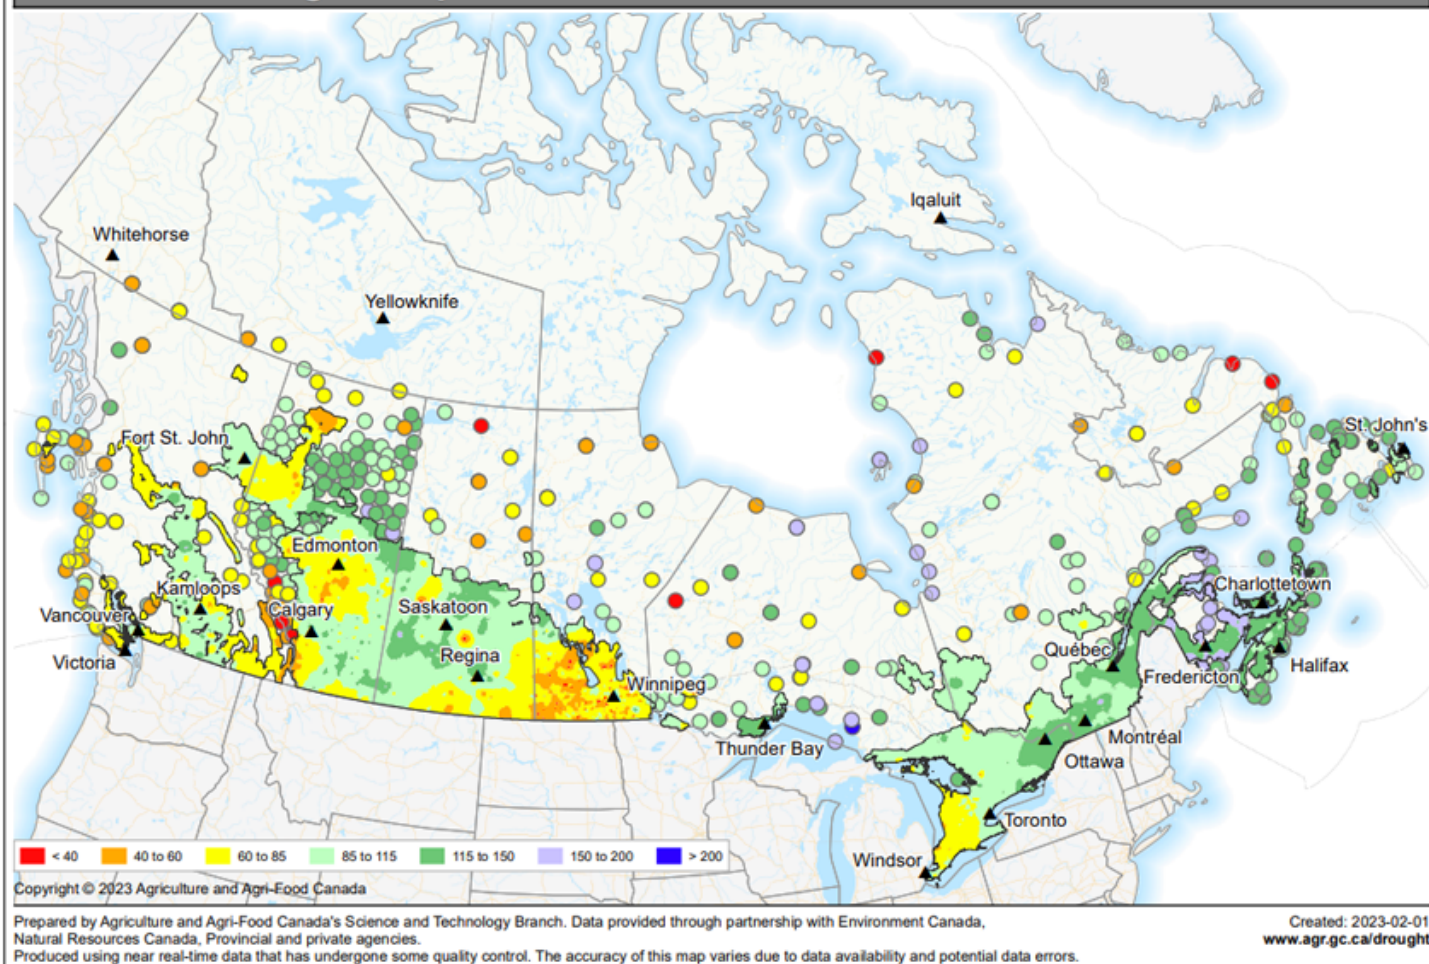 Iqaluit
Whitehorse
Yellowknife
St. John's
Fort St. John
Edmonton
Charlottetown
Kamloops
Calgary
Saskatoon
Vancouver
Québec
Regina
Victoria
Halifax
Fredericton
Winnipeg
Montréal
Thunder Bay
Ottawa
Toronto
Windsor
< 40 40 to 60 60 to 85 85 to 115 115 to 150 150 to 200 > 200
Copyright © 2023 Agriculture and Agri-Food Canada
Prepared by Agriculture and Agri-Food Canada's Science and Technology Branch. Data provided through partnership with Environment Canada,
Natural Resources Canada, Provincial and private agencies.
Produced using near real-time data that has undergone some quality control. The accuracy of this map varies due to data availability and potential data errors.
Created: 2023-02-01
www.agr.gc.ca/drought